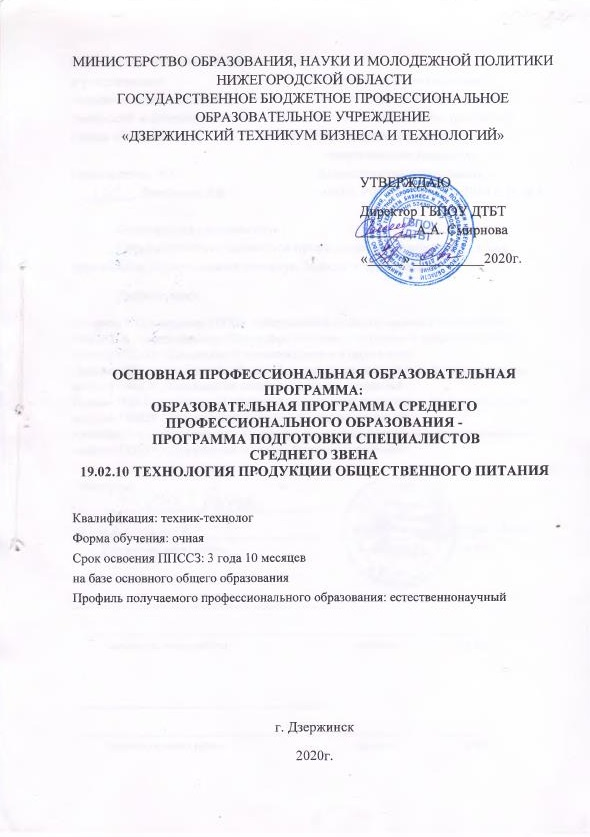 МИНИСТЕРСТВО ОБРАЗОВАНИЯ, НАУКИ И МОЛОДЕЖНОЙ ПОЛИТИКИ
НИЖЕГОРОДСКОЙ ОБЛАСТИ
ГОСУДАРСТВЕННОЕ БЮДЖЕТНОЕ ПРОФЕССИОНАЛЬНОЕ
ОБРАЗОВАТЕЛЬНОЕ УЧРЕЖДЕНИЕ
«ДЗЕРЖИНСКИЙ ТЕХНИКУМ БИЗНЕСА И ТЕХНОЛОГИЙ»
УТВЕРЖДАЮ
Директор ГБПОУ ДТБТ
А.А. Смирнова
«____»____________2020г.
ГБПОУ
ДТБТ
ОСНОВНАЯ ПРОФЕССИОНАЛЬНАЯ ОБРАЗОВАТЕЛЬНАЯ
ПРОГРАММА:
ОБРАЗОВАТЕЛЬНАЯ ПРОГРАММА СРЕДНЕГО
ПРОФЕССИОНАЛЬНОГО ОБРАЗОВАНИЯ -
ПРОГРАММА ПОДГОТОВКИ СПЕЦИАЛИСТОВ
СРЕДНЕГО ЗВЕНА
19.02.10 ТЕХНОЛОГИЯ ПРОДУКЦИИ ОБЩЕСТВЕННОГО ПИТАНИЯ
Квалификация: техник-технолог
Форма обучения: очная
Срок освоения ППССЗ: 3 года 10 месяцев
на базе основного общего образования
Профиль получаемого профессионального образования: естественнонаучный
г. Дзержинск
2020г.